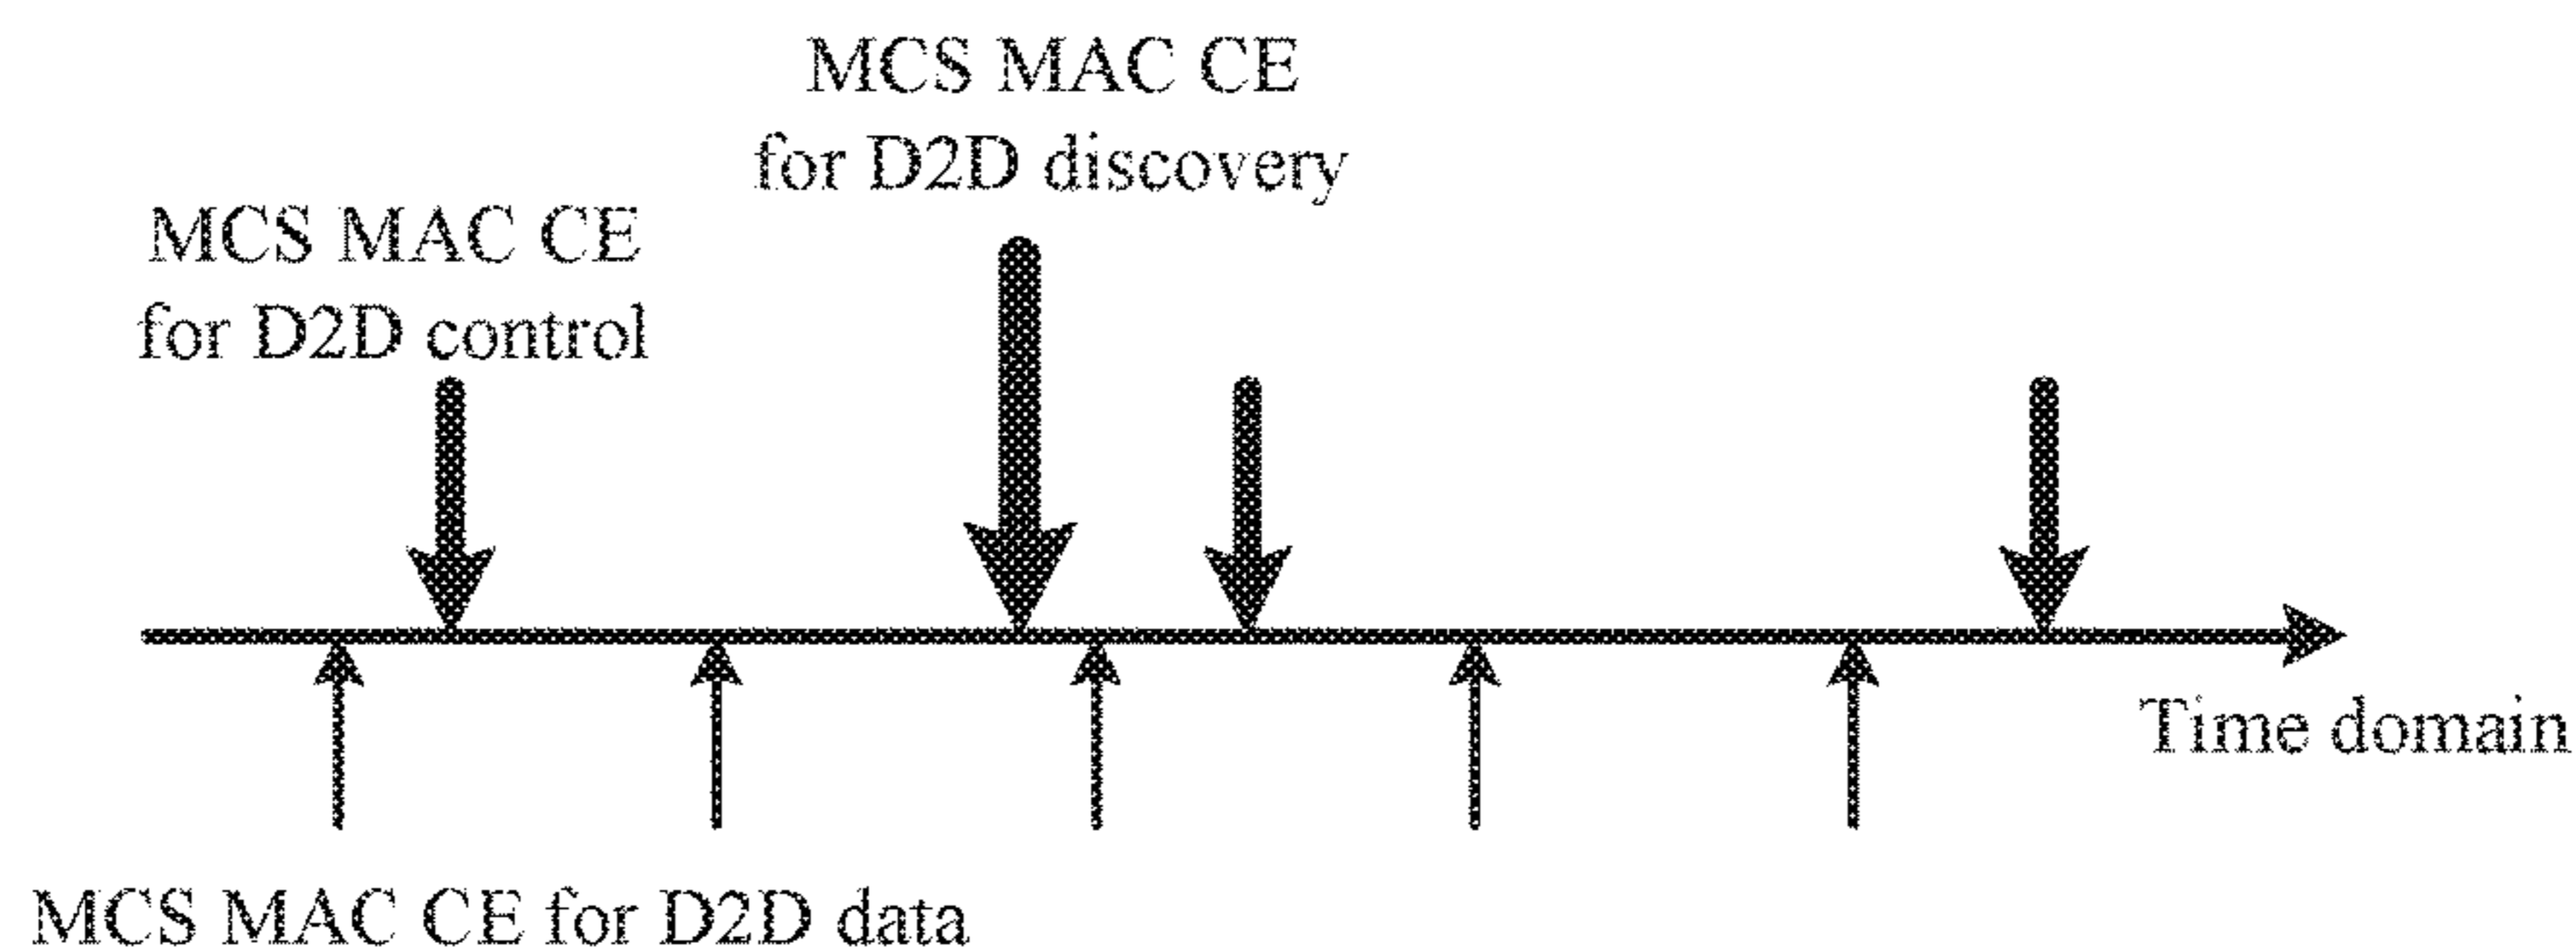 MCS MAC CE
for D2D discovery
MCS MAC CE
for D2D control
Time domain
MCS MAC CE for D2D data